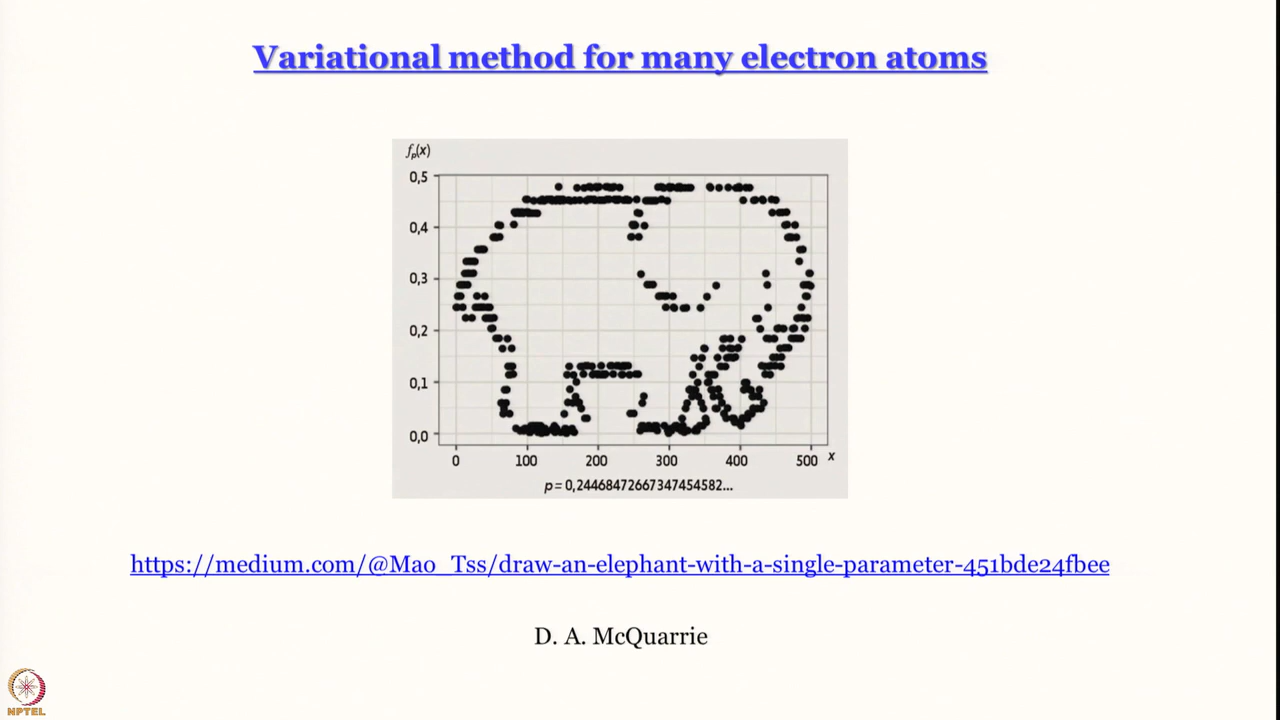 Variational method for many electron atoms
fₚ(x)
0,5
0,4
0,3
0,2
0,1
0,0
0 100 200 300 400 500 x
p = 0,24468472667347454582...
https://medium.com/@Mao_Tss/draw-an-elephant-with-a-single-parameter-451bde24fbee
D. A. McQuarrie
NPTEL